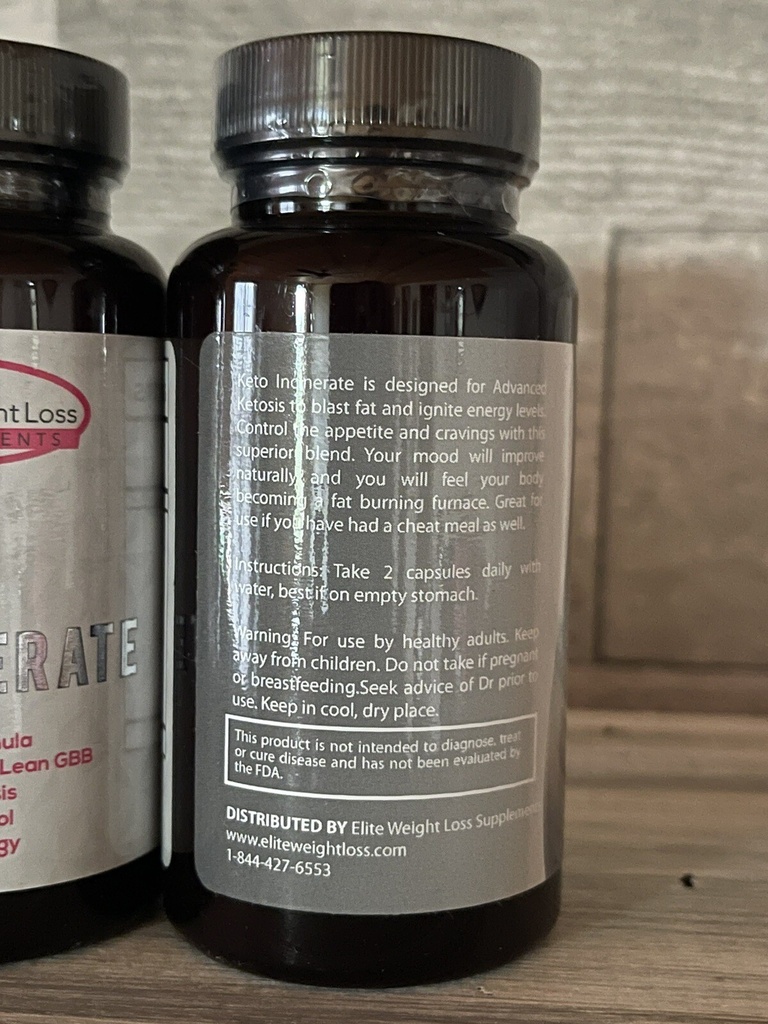 nt Loss
ENTS
ERATE
nula
Lean GBB
sis
ol
gy
Keto Incinerate is designed for Advanced
Ketosis to blast fat and ignite energy levels.
Control the appetite and cravings with this
superior blend. Your mood will improve
naturally, and you will feel your body
becoming a fat burning furnace. Great for
use if you have had a cheat meal as well.
Instructions: Take 2 capsules daily with
water, best if on empty stomach.
Warning: For use by healthy adults. Keep
away from children. Do not take if pregnant
or breastfeeding.Seek advice of Dr prior to
use. Keep in cool, dry place.
This product is not intended to diagnose, treat
or cure disease and has not been evaluated by
the FDA.
DISTRIBUTED BY Elite Weight Loss Supplements
www.eliteweightloss.com
1-844-427-6553